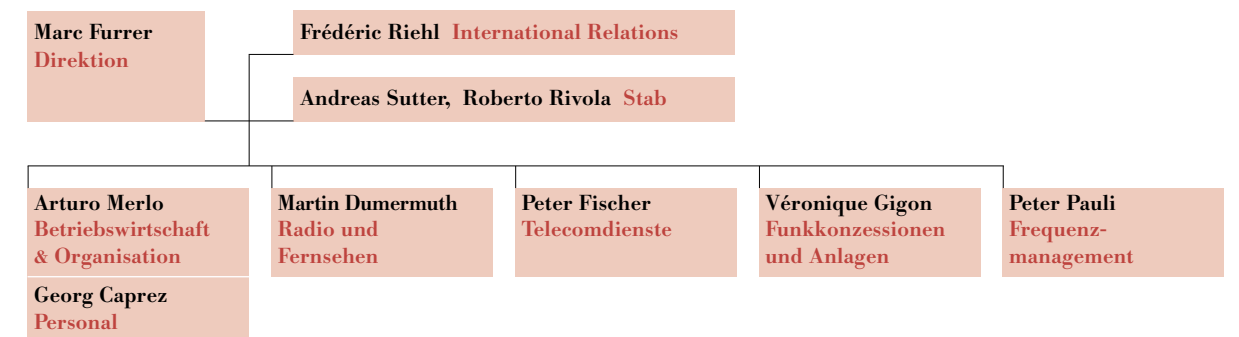 Marc Furrer
Direktion
Frédéric Riehl International Relations
Andreas Sutter, Roberto Rivola Stab
Arturo Merlo
Betriebswirtschaft
& Organisation
Georg Caprez
Personal
Martin Dumermuth
Radio und
Fernsehen
Peter Fischer
Telecomdienste
Véronique Gigon
Funkkonzessionen
und Anlagen
Peter Pauli
Frequenz-
management